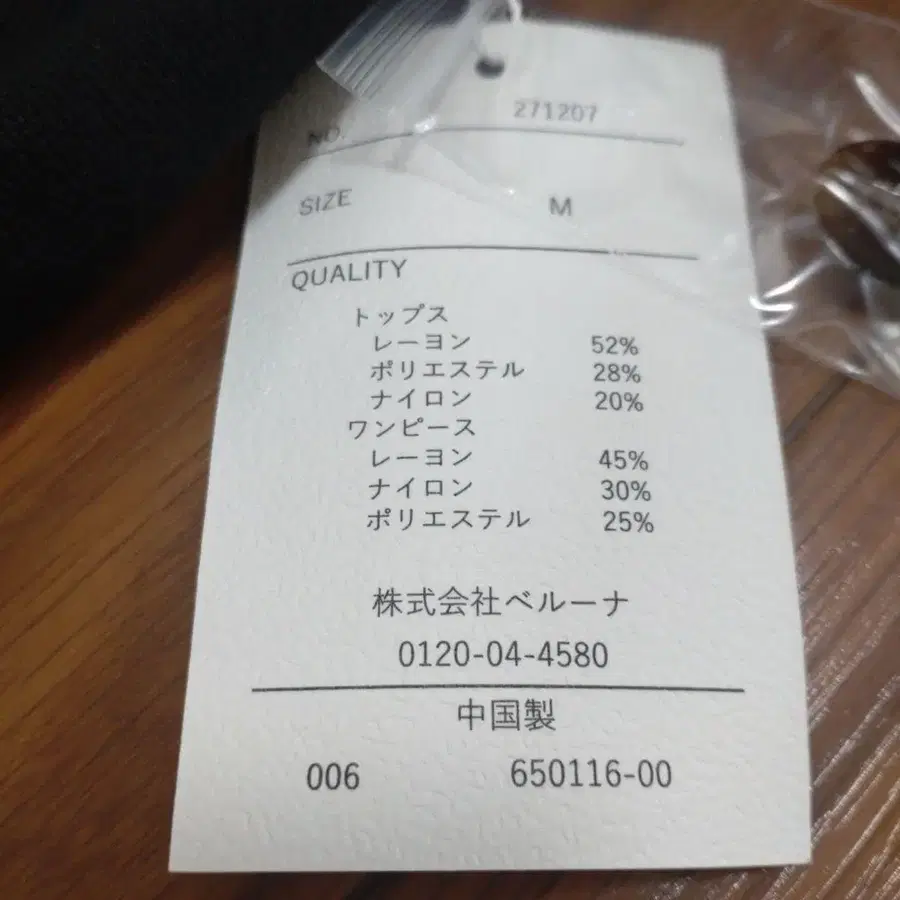 NO. 271207
SIZE M
QUALITY
トップス
レーヨン 52%
ポリエステル 28%
ナイロン 20%
ワンピース
レーヨン 45%
ナイロン 30%
ポリエステル 25%
株式会社ベルーナ
0120-04-4580
中国製
006 650116-00